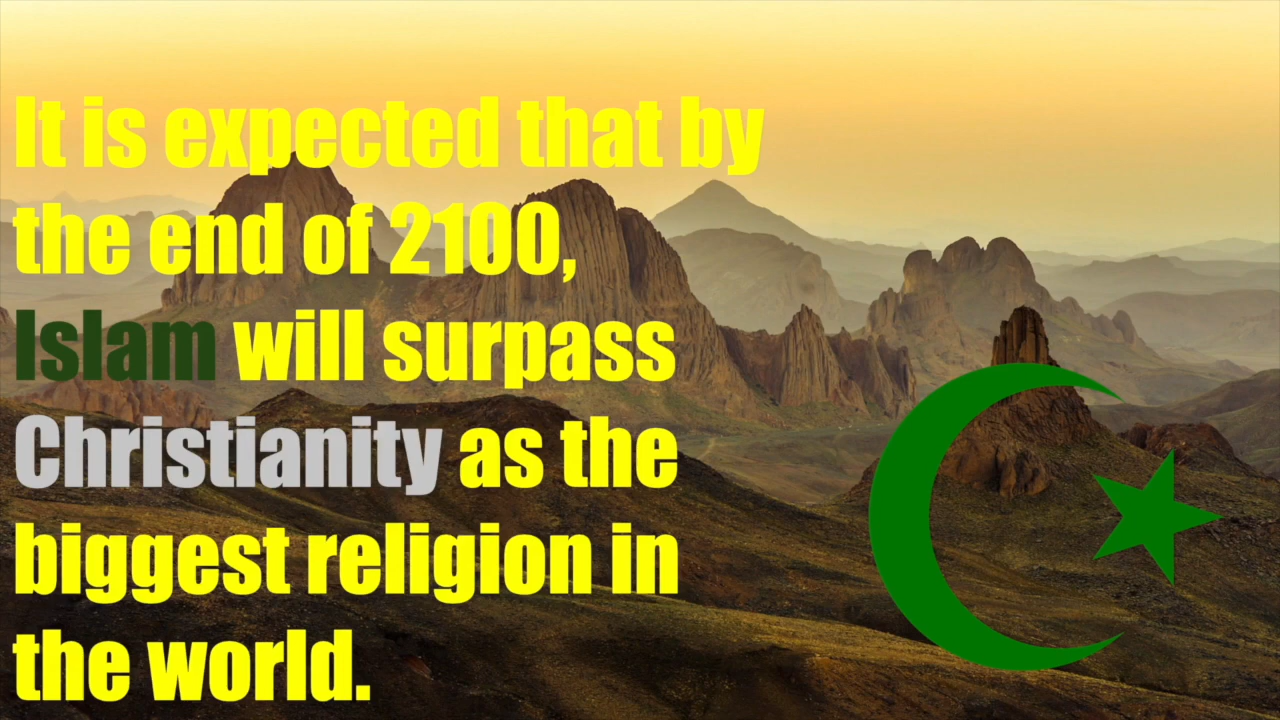 It is expected that by
the end of 2100,
Islam will surpass
Christianity as the
biggest religion in
the world.